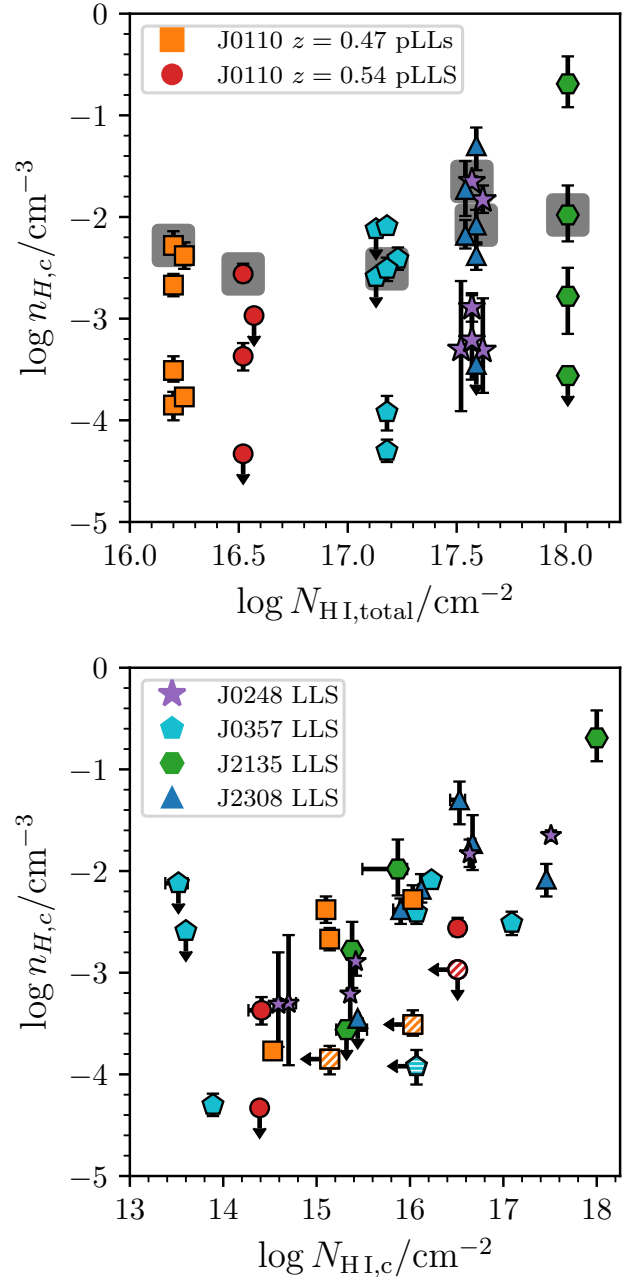 0
J0110 z = 0.47 pLLs
J0110 z = 0.54 pLLS
−1
−2
−3
−4
−5
log n_{H,c}/cm⁻³
16.0 16.5 17.0 17.5 18.0
log N_{H I,total}/cm⁻²
0
J0248 LLS
J0357 LLS
J2135 LLS
J2308 LLS
−1
−2
−3
−4
−5
log n_{H,c}/cm⁻³
13 14 15 16 17 18
log N_{H I,c}/cm⁻²